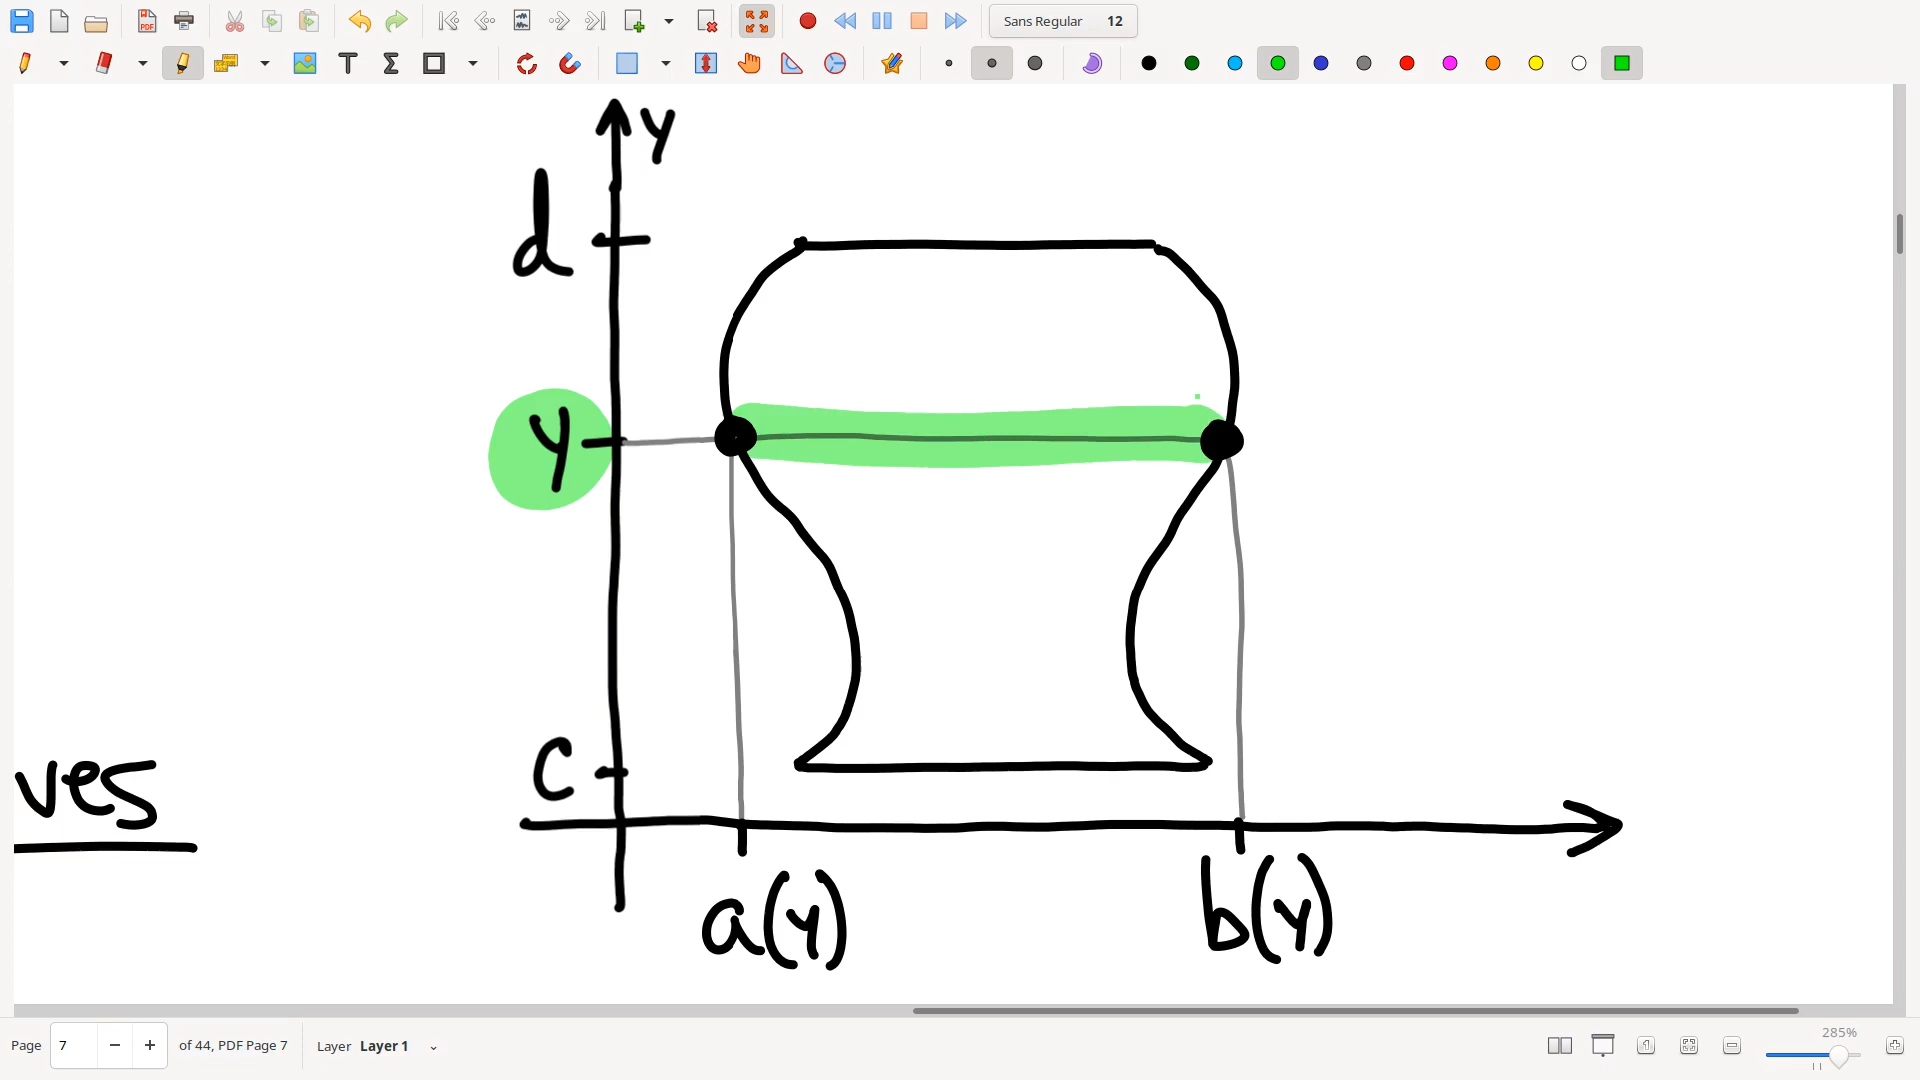 Sans Regular 12
y
d
y
c
ves
a(y) b(y)
Page 7 of 44, PDF Page 7 Layer Layer 1 285%